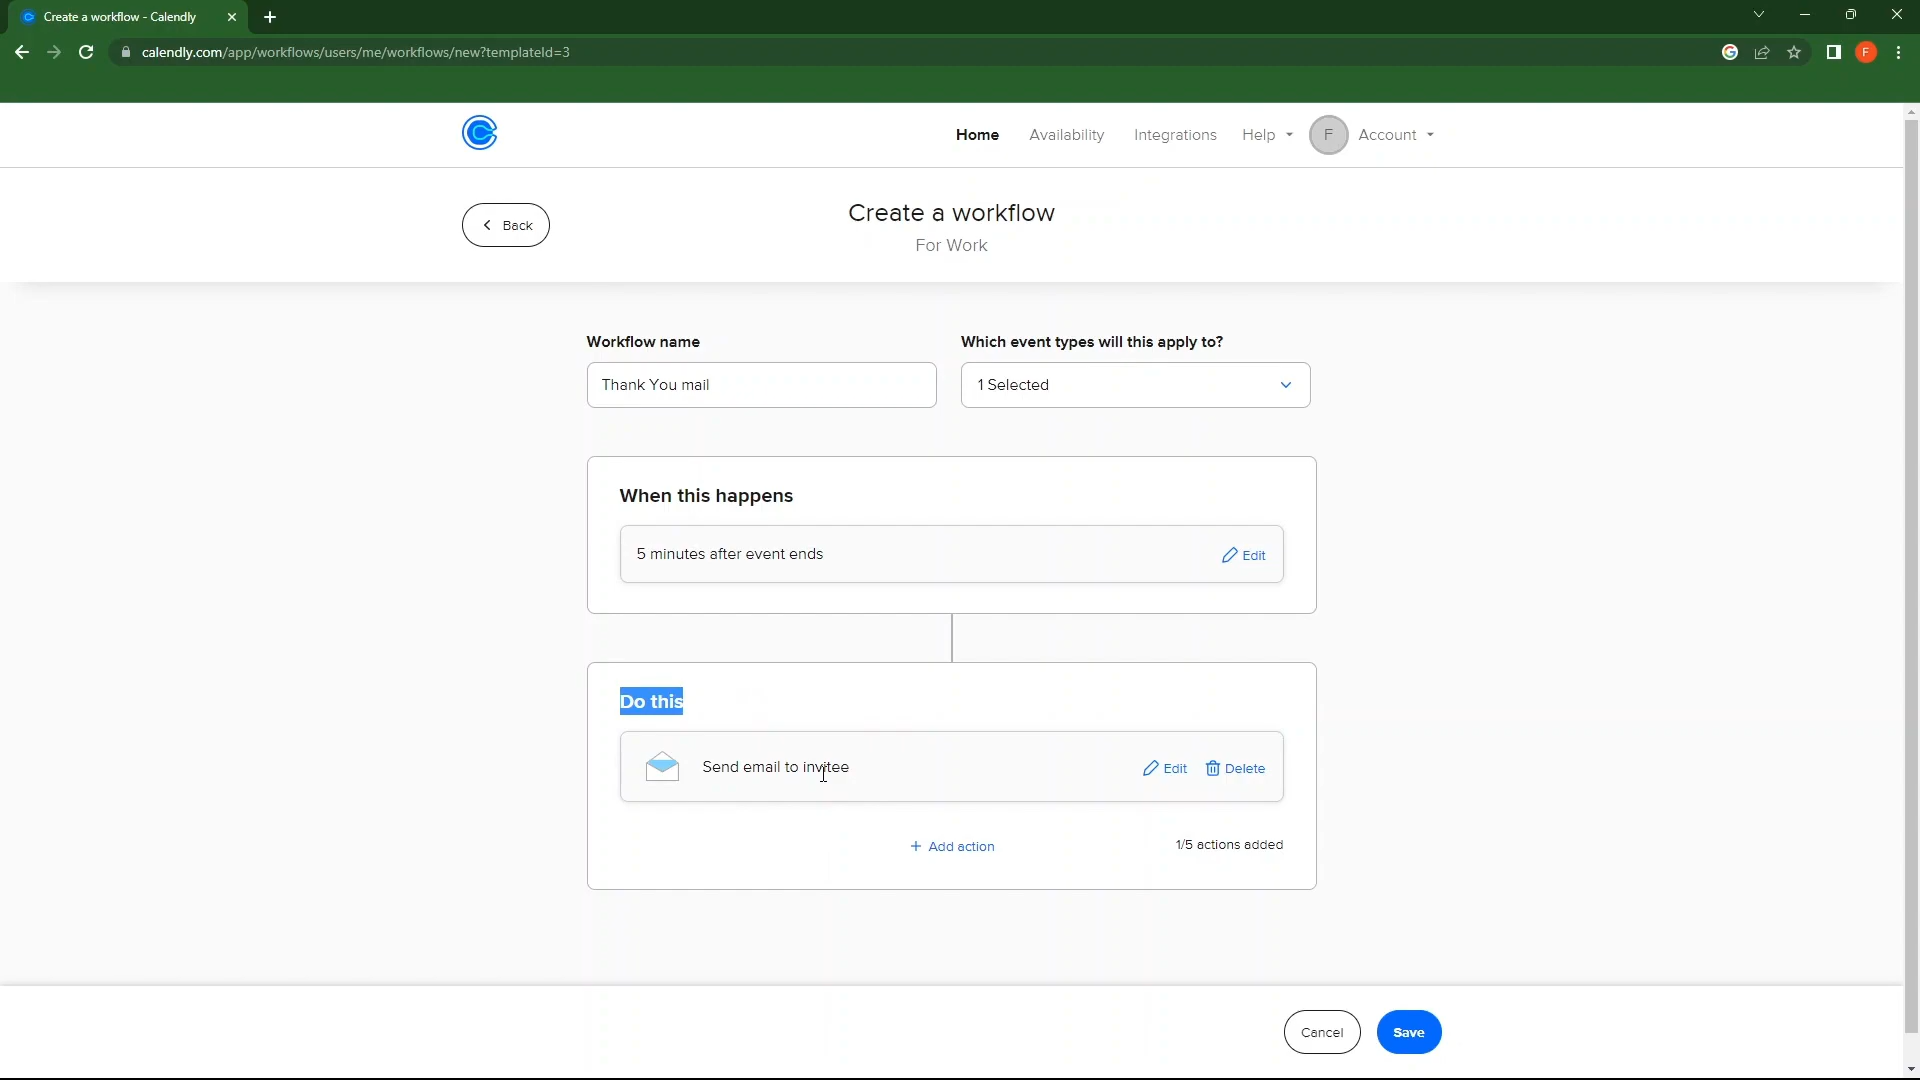 Create a workflow - Calendly
calendly.com/app/workflows/users/me/workflows/new?templateId=3
F
Home Availability Integrations Help F Account
Back
Create a workflow
For Work
Workflow name
Which event types will this apply to?
Thank You mail
1 Selected
When this happens
5 minutes after event ends
Edit
Do this
Send email to invitee
Edit
Delete
+ Add action
1/5 actions added
Cancel
Save